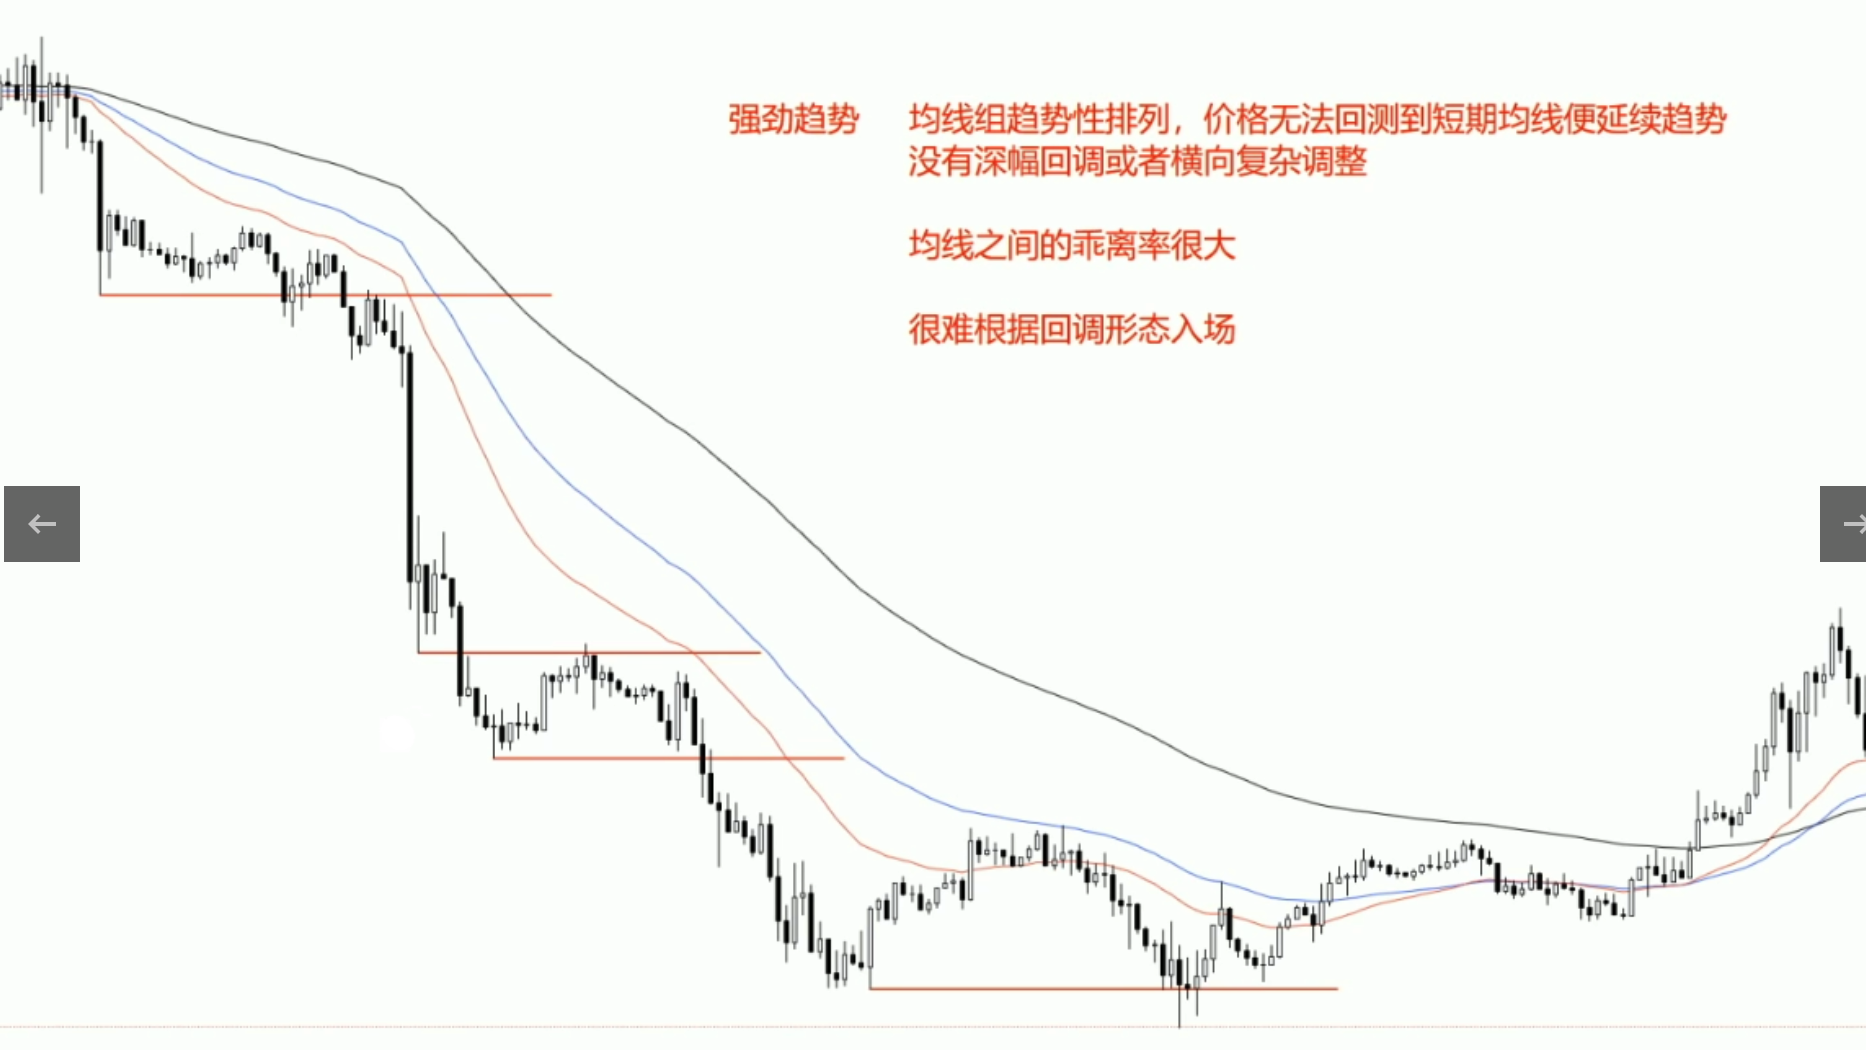 强劲趋势 均线组趋势性排列，价格无法回测到短期均线便延续趋势
没有深幅回调或者横向复杂调整
均线之间的乖离率很大
很难根据回调形态入场